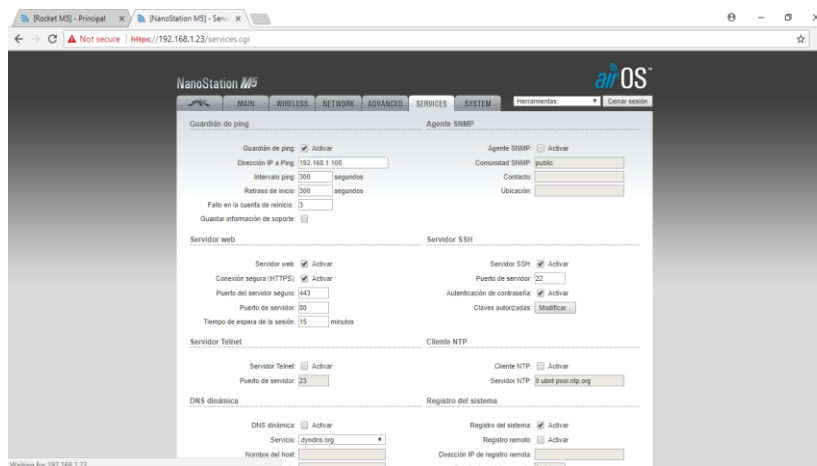 [Rocket M5] - Principal
[NanoStation M5] - Servi
Not secure | https://192.168.1.23/services.cgi
NanoStation M5
airOS™
MAIN WIRELESS NETWORK ADVANCED SERVICES SYSTEM Herramientas: Cerrar sesión
Guardián de ping
Guardián de ping: Activar
Dirección IP a Ping: 192.168.1.108
Intervalo ping: 300 segundos
Retraso de inicio: 300 segundos
Fallo en la cuenta de reinicio.: 3
Guardar información de soporte:
Agente SNMP
Agente SNMP: Activar
Comunidad SNMP: public
Contacto:
Ubicación:
Servidor web
Servidor web: Activar
Conexión segura (HTTPS): Activar
Puerto del servidor seguro: 443
Puerto de servidor: 80
Tiempo de espera de la sesión: 15 minutos
Servidor SSH
Servidor SSH: Activar
Puerto de servidor: 22
Autenticación de contraseña: Activar
Claves autorizadas: Modificar...
Servidor Telnet
Servidor Telnet: Activar
Puerto de servidor: 23
Cliente NTP
Cliente NTP: Activar
Servidor NTP: 0.ubnt.pool.ntp.org
DNS dinámica
DNS dinámica: Activar
Servicio: dyndns.org
Nombre del host:
Registro del sistema
Registro del sistema: Activar
Registro remoto: Activar
Dirección IP de registro remota:
Waiting for 192.168.1.23